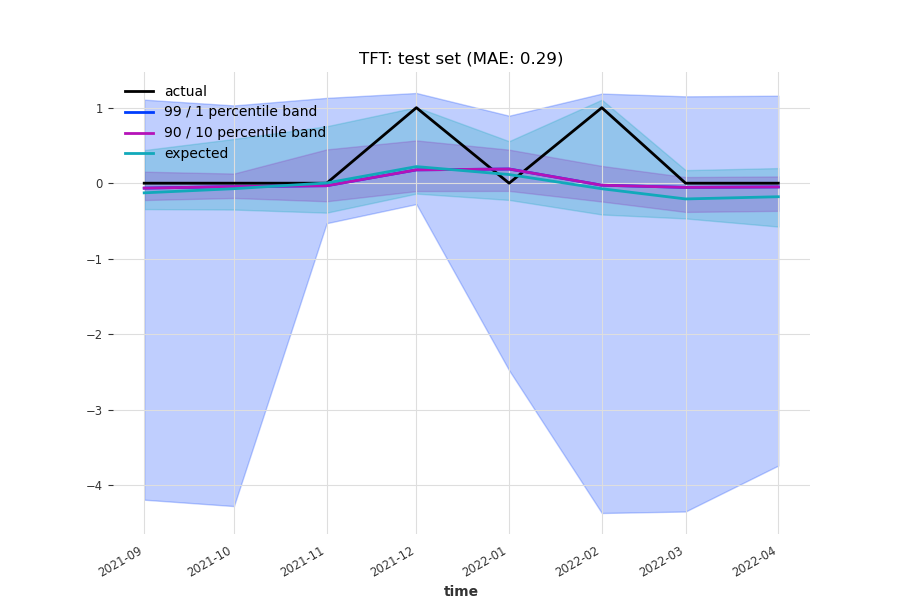 TFT: test set (MAE: 0.29)
actual
99 / 1 percentile band
90 / 10 percentile band
expected
1
0
−1
−2
−3
−4
2021-09
2021-10
2021-11
2021-12
2022-01
2022-02
2022-03
2022-04
time